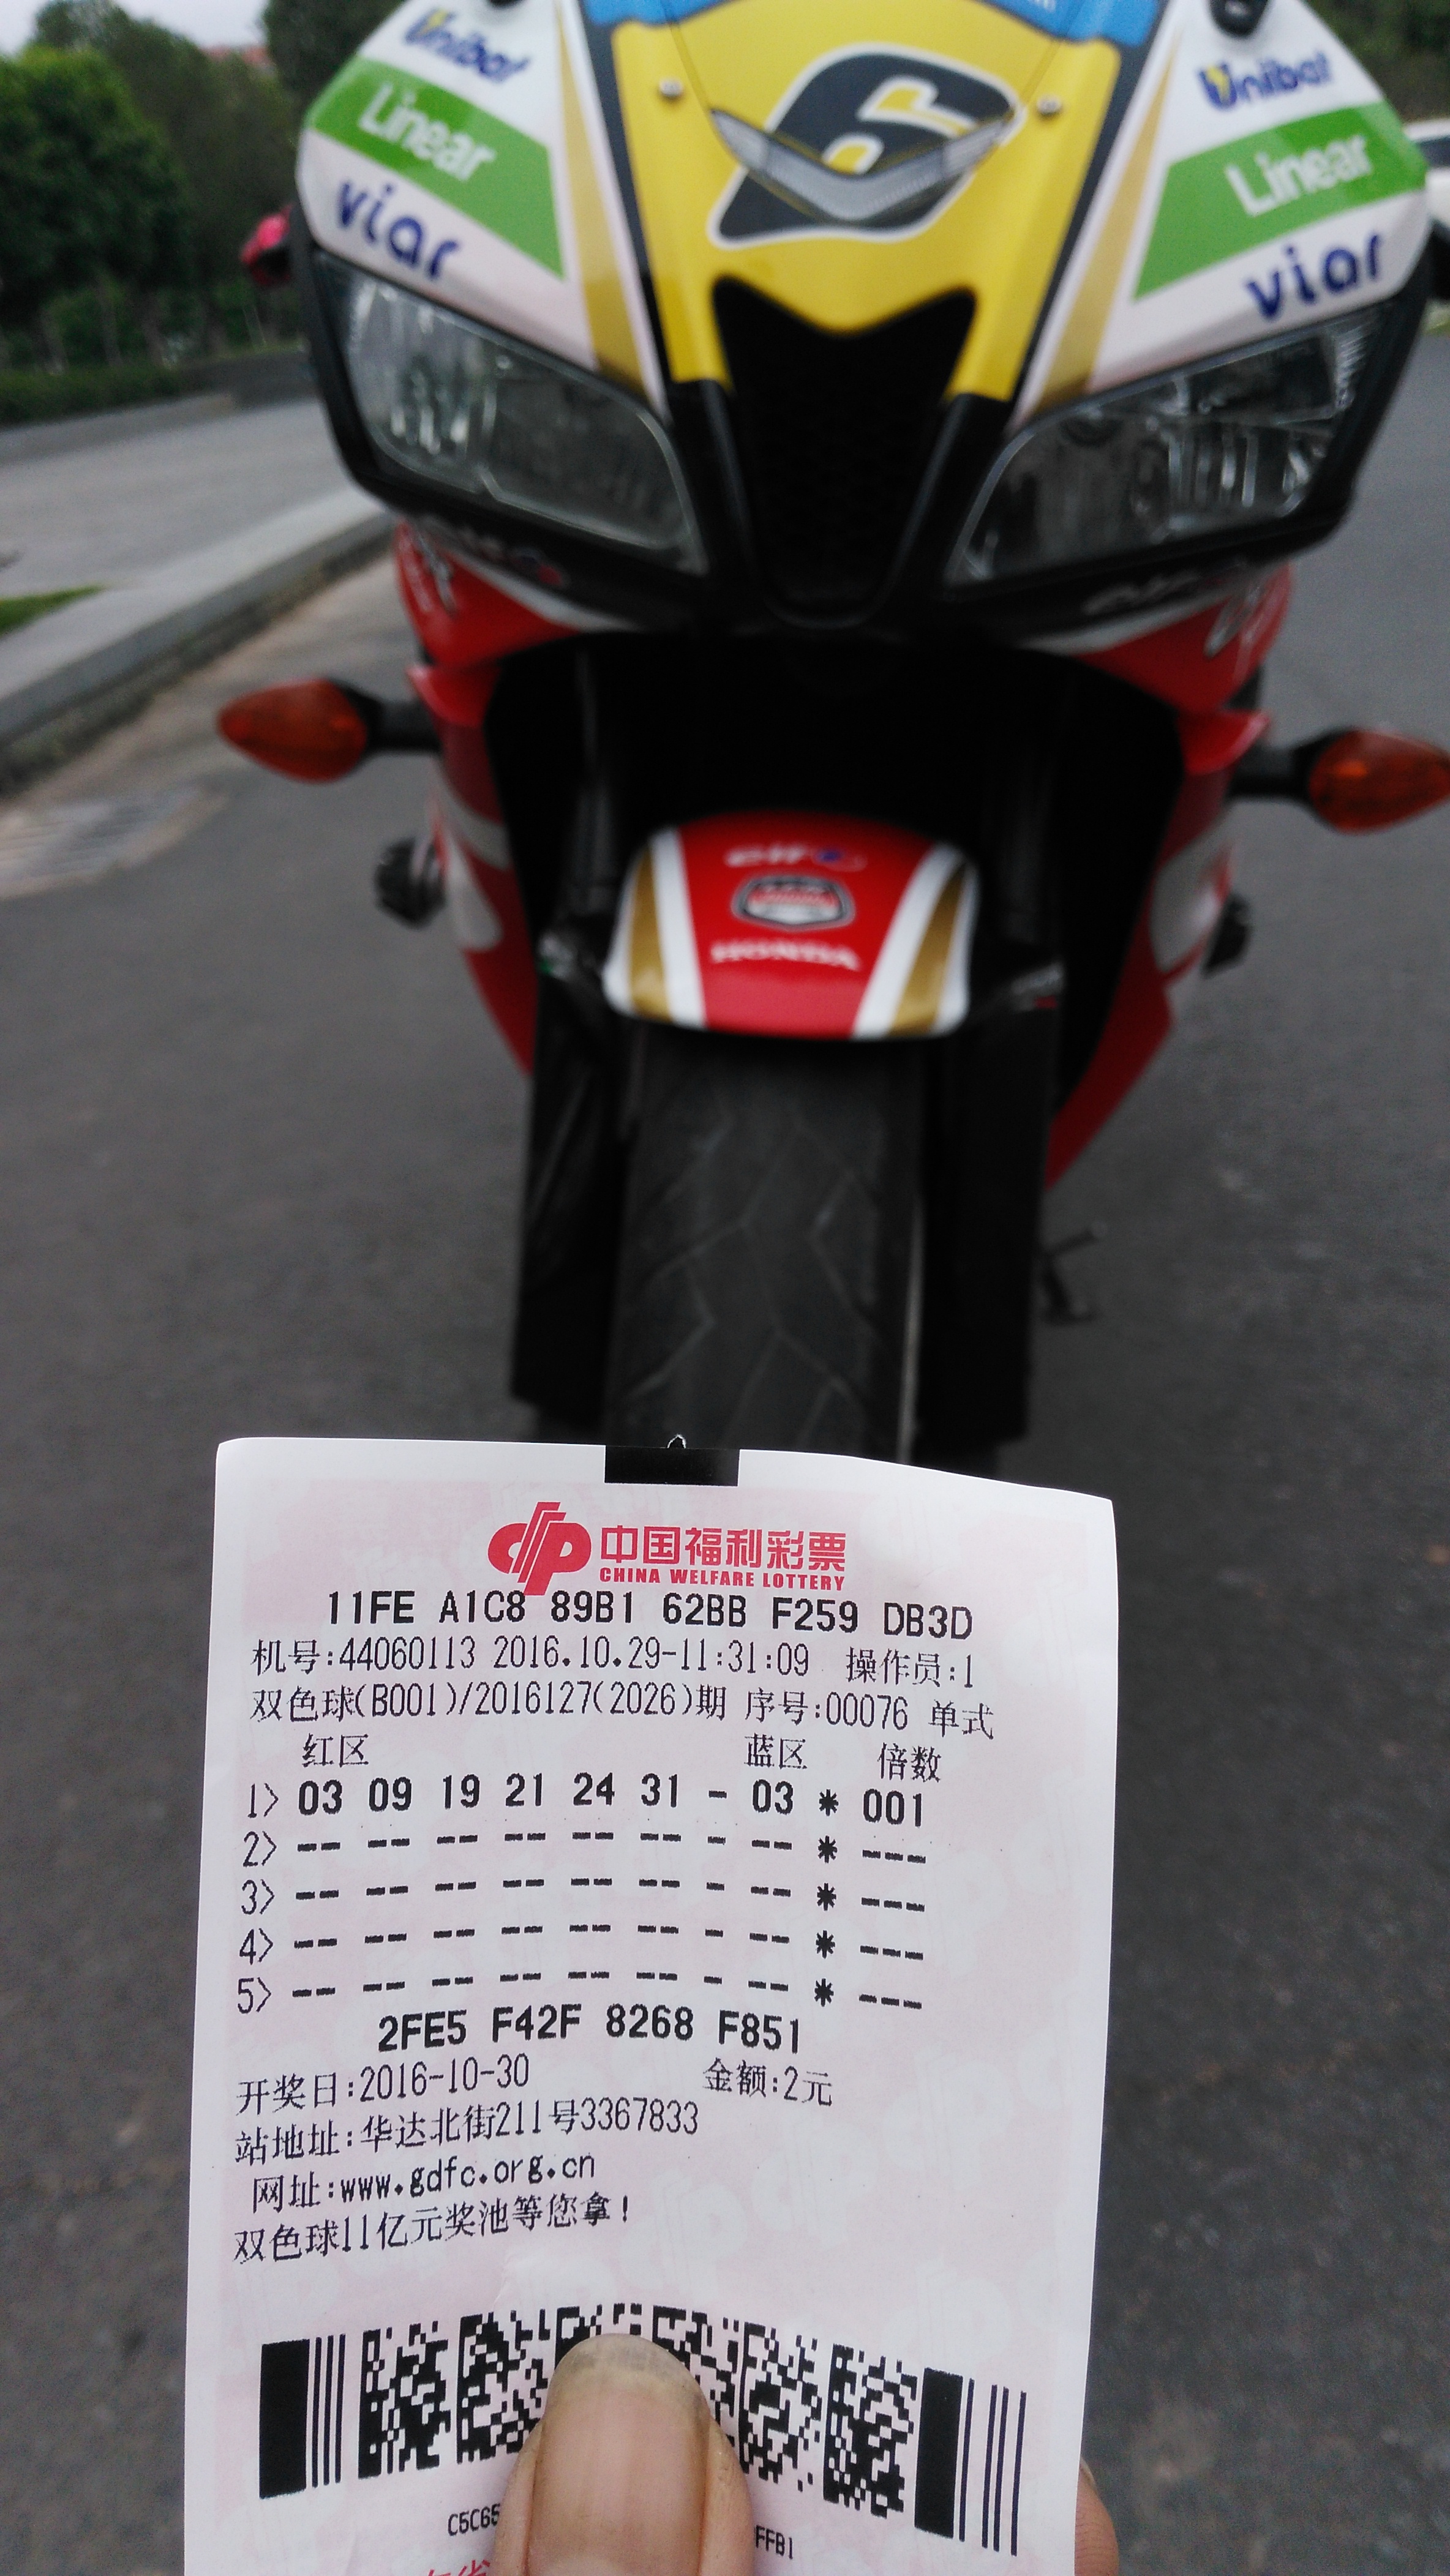 Unibat
Unibat
Linear
Linear
viar
viar
6
elf
HONDA
中国福利彩票
CHINA WELFARE LOTTERY
11FE A1C8 89B1 62BB F259 DB3D
机号:44060113 2016.10.29-11:31:09 操作员:1
双色球(B001)/2016127(2026)期 序号:00076 单式
红区 蓝区 倍数
1> 03 09 19 21 24 31 - 03 * 001
2> -- -- -- -- -- -- - -- * ---
3> -- -- -- -- -- -- - -- * ---
4> -- -- -- -- -- -- - -- * ---
5> -- -- -- -- -- -- - -- * ---
2FE5 F42F 8268 F851
开奖日:2016-10-30 金额:2元
站地址:华达北街211号3367833
网址:www.gdfc.org.cn
双色球11亿元奖池等您拿!
C5C65 FFB1